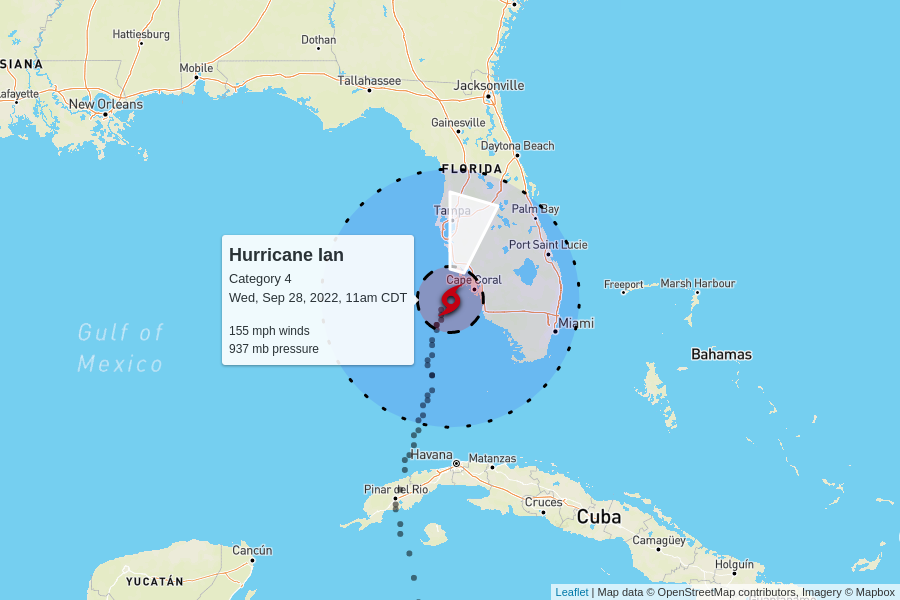 Hattiesburg
Dothan
SIANA
Mobile
Tallahassee
Jacksonville
afayette
New Orleans
Gainesville
Daytona Beach
FLORIDA
Tampa
Palm Bay
Port Saint Lucie
Hurricane Ian
Category 4
Wed, Sep 28, 2022, 11am CDT
155 mph winds
937 mb pressure
Cape Coral
Freeport
Marsh Harbour
Miami
Gulf of
Mexico
Bahamas
Havana
Matanzas
Pinar del Rio
Cruces
Cuba
Camagüey
Cancún
Holguín
YUCATÁN
Leaflet | Map data © OpenStreetMap contributors, Imagery © Mapbox